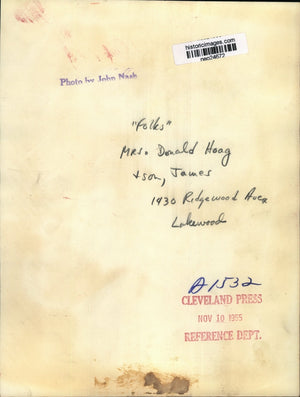 historicimages.com
neo24672
Photo by John Nash
"Folks"
Mrs. Donald Hoag
+son, James
1430 Ridgewood Ave
Lakewood
A1532
CLEVELAND PRESS
NOV 10 1955
REFERENCE DEPT.